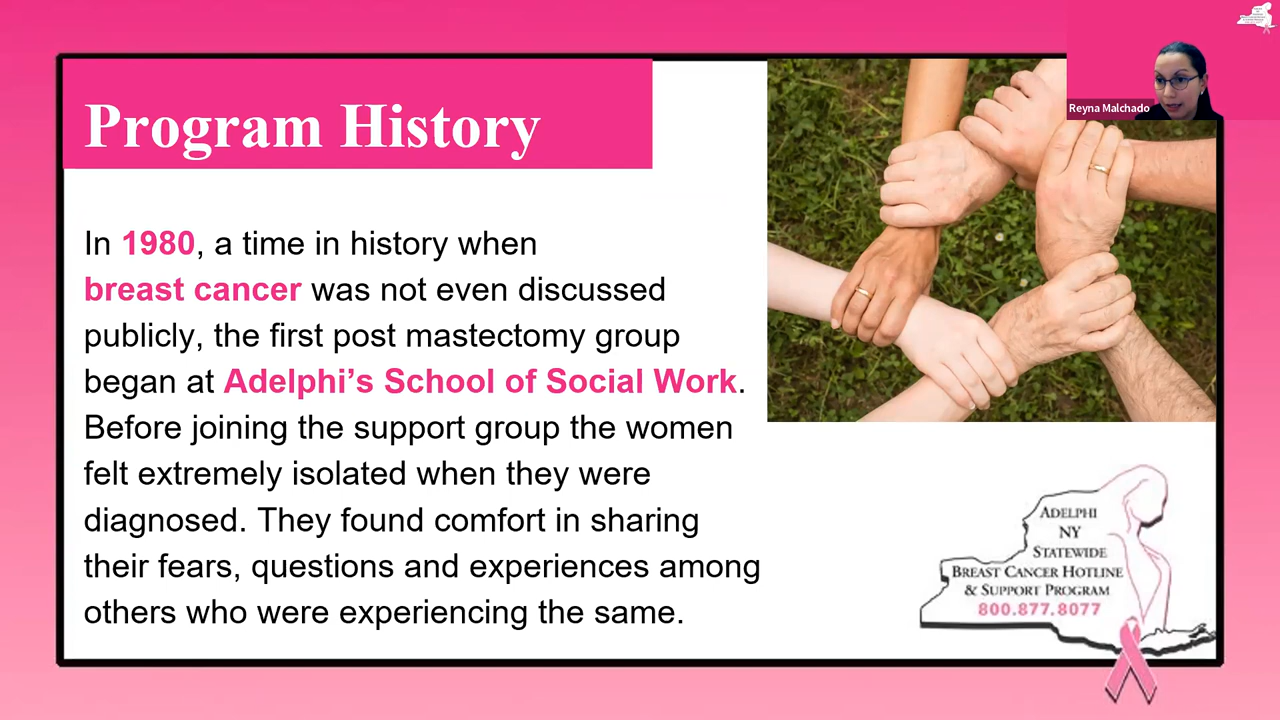 Program History
Reyna Malchado
In 1980, a time in history when
breast cancer was not even discussed
publicly, the first post mastectomy group
began at Adelphi’s School of Social Work.
Before joining the support group the women
felt extremely isolated when they were
diagnosed. They found comfort in sharing
their fears, questions and experiences among
others who were experiencing the same.
ADELPHI
NY
STATEWIDE
BREAST CANCER HOTLINE
& SUPPORT PROGRAM
800.877.8077